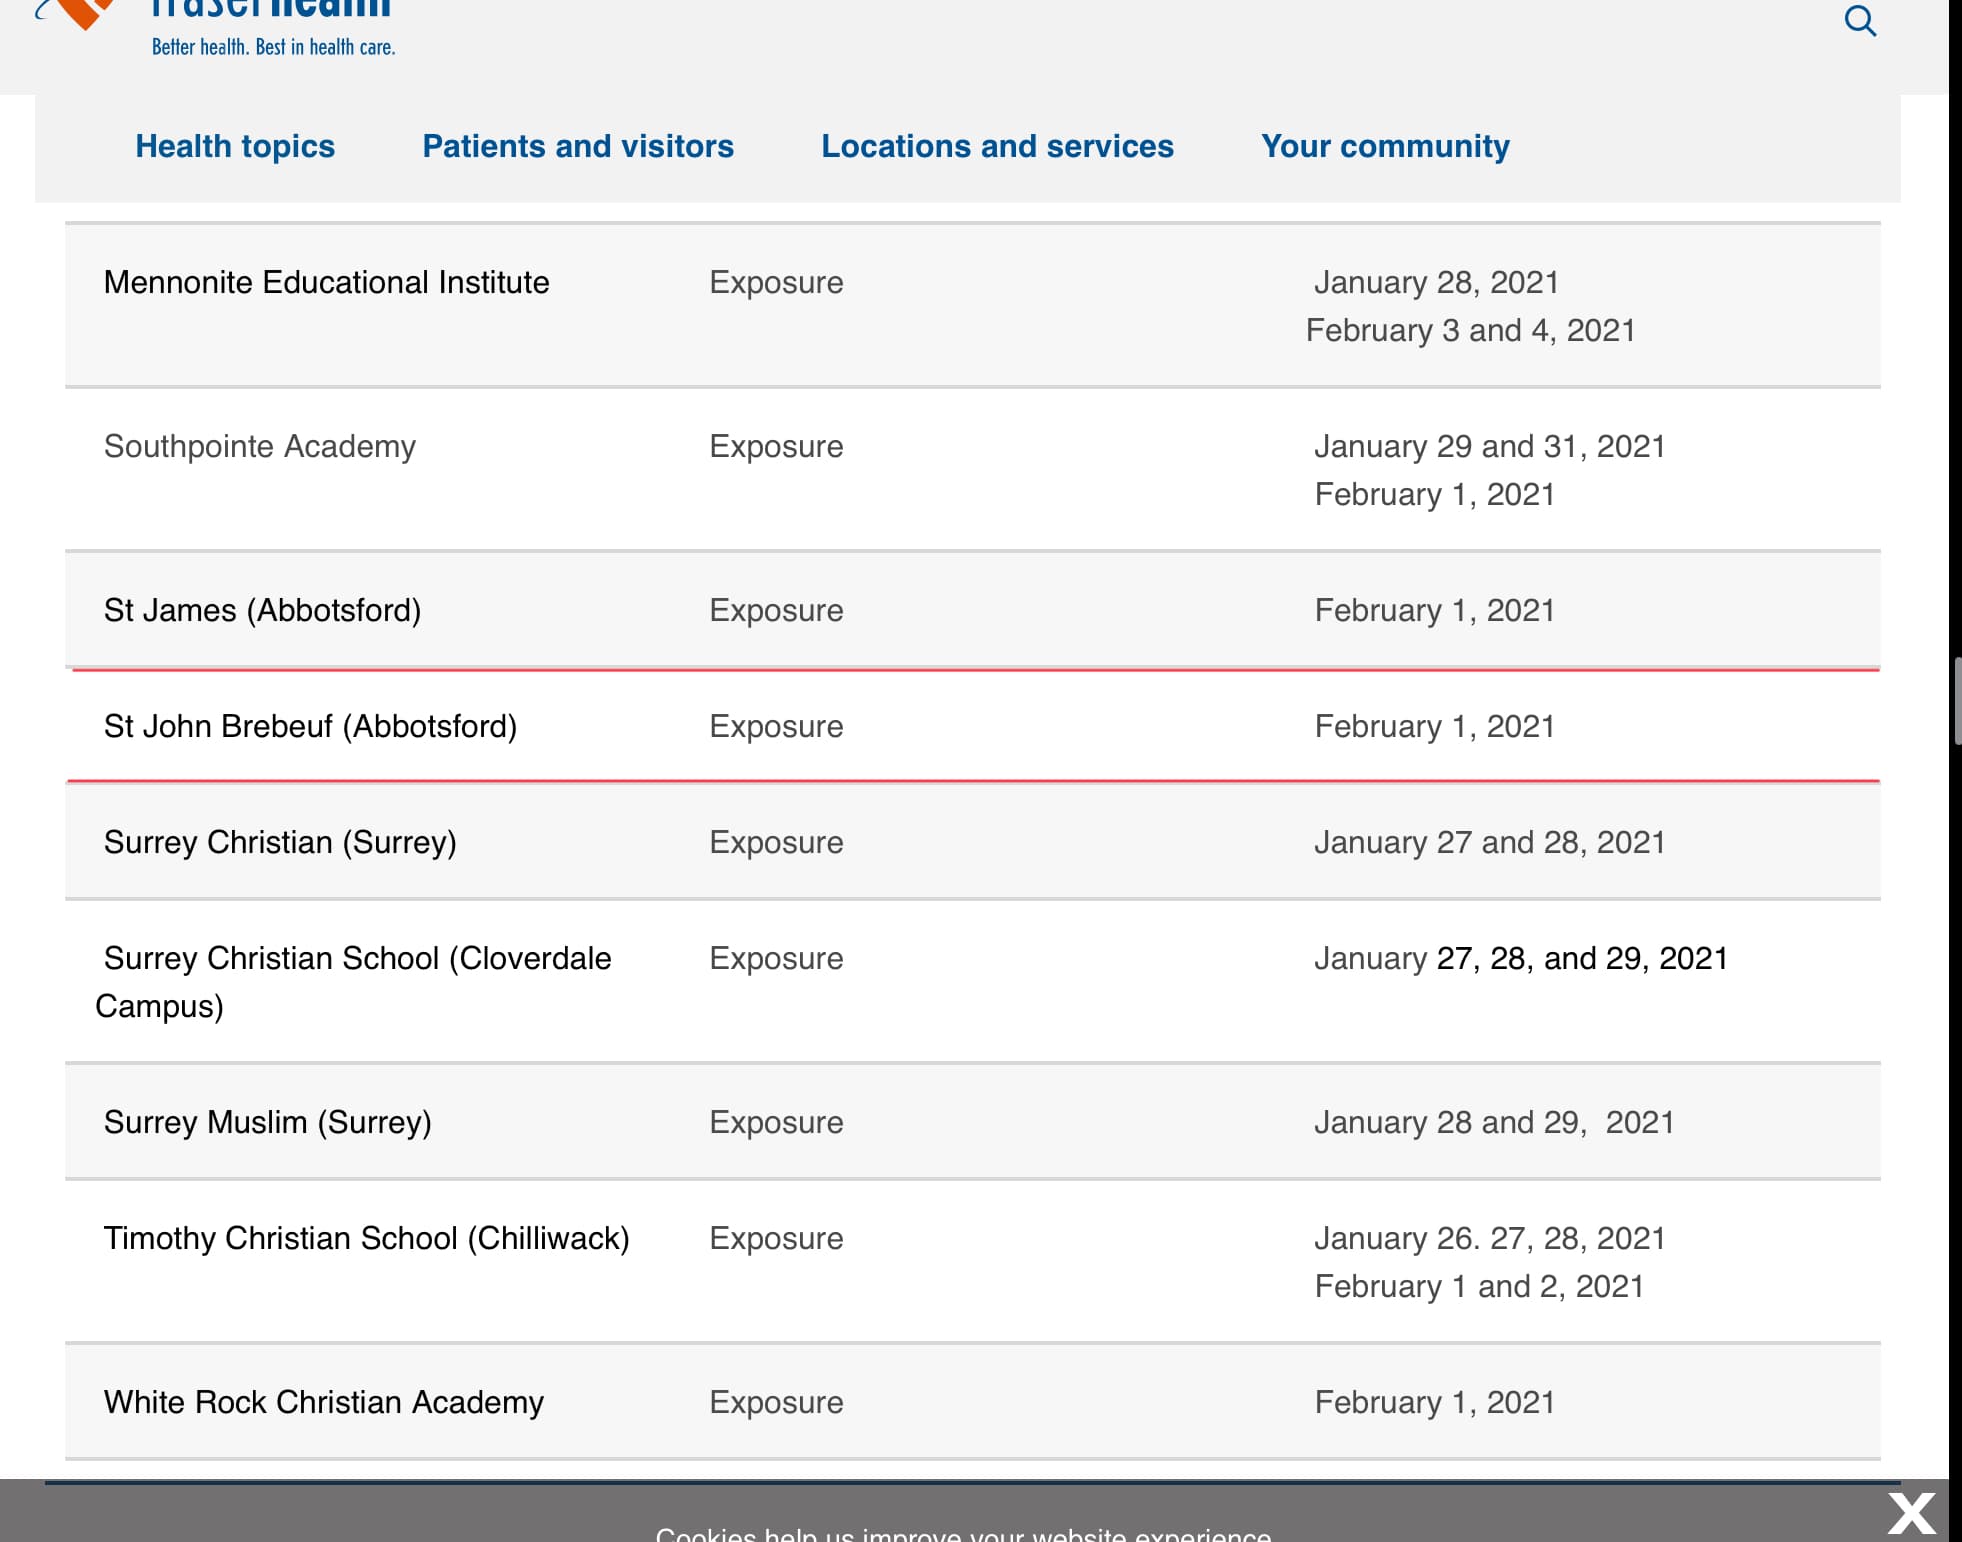 fraserhealth
Better health. Best in health care.
Health topics Patients and visitors Locations and services Your community
Mennonite Educational Institute Exposure January 28, 2021
February 3 and 4, 2021
Southpointe Academy Exposure January 29 and 31, 2021
February 1, 2021
St James (Abbotsford) Exposure February 1, 2021
St John Brebeuf (Abbotsford) Exposure February 1, 2021
Surrey Christian (Surrey) Exposure January 27 and 28, 2021
Surrey Christian School (Cloverdale Exposure January 27, 28, and 29, 2021
Campus)
Surrey Muslim (Surrey) Exposure January 28 and 29, 2021
Timothy Christian School (Chilliwack) Exposure January 26. 27, 28, 2021
February 1 and 2, 2021
White Rock Christian Academy Exposure February 1, 2021
X
Cookies help us improve your website experience